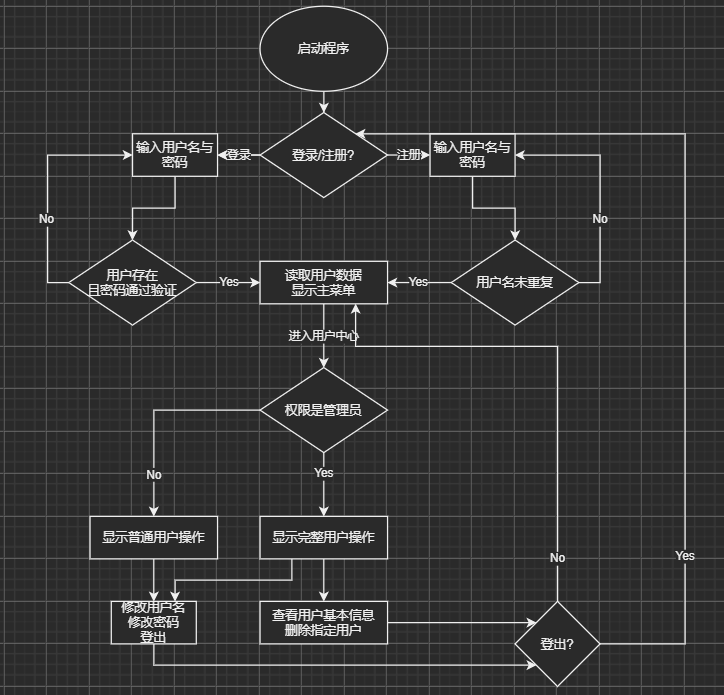 启动程序
登录/注册?
登录
注册
输入用户名与
密码
输入用户名与
密码
No
No
用户存在
且密码通过验证
Yes
读取用户数据
显示主菜单
Yes
用户名未重复
进入用户中心
权限是管理员
No
Yes
显示普通用户操作
显示完整用户操作
No
Yes
修改用户名
修改密码
登出
查看用户基本信息
删除指定用户
登出?